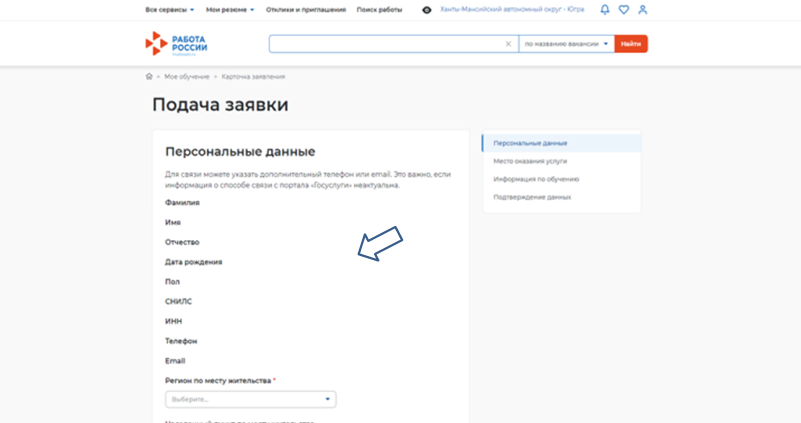 Все сервисы Мои резюме Отклики и приглашения Поиск работы Ханты-Мансийский автономный округ - Югра
РАБОТА
РОССИИ
по названию вакансии Найти
Мое обучение > Карточка заявления
Подача заявки
Персональные данные
Для связи можете указать дополнительный телефон или email. Это важно, если
информация о способе связи с портала «Госуслуги» неактуальна.
Фамилия
Имя
Отчество
Дата рождения
Пол
СНИЛС
ИНН
Телефон
Email
Регион по месту жительства *
Выберите...
Персональные данные
Место оказания услуги
Информация по обучению
Подтверждение данных